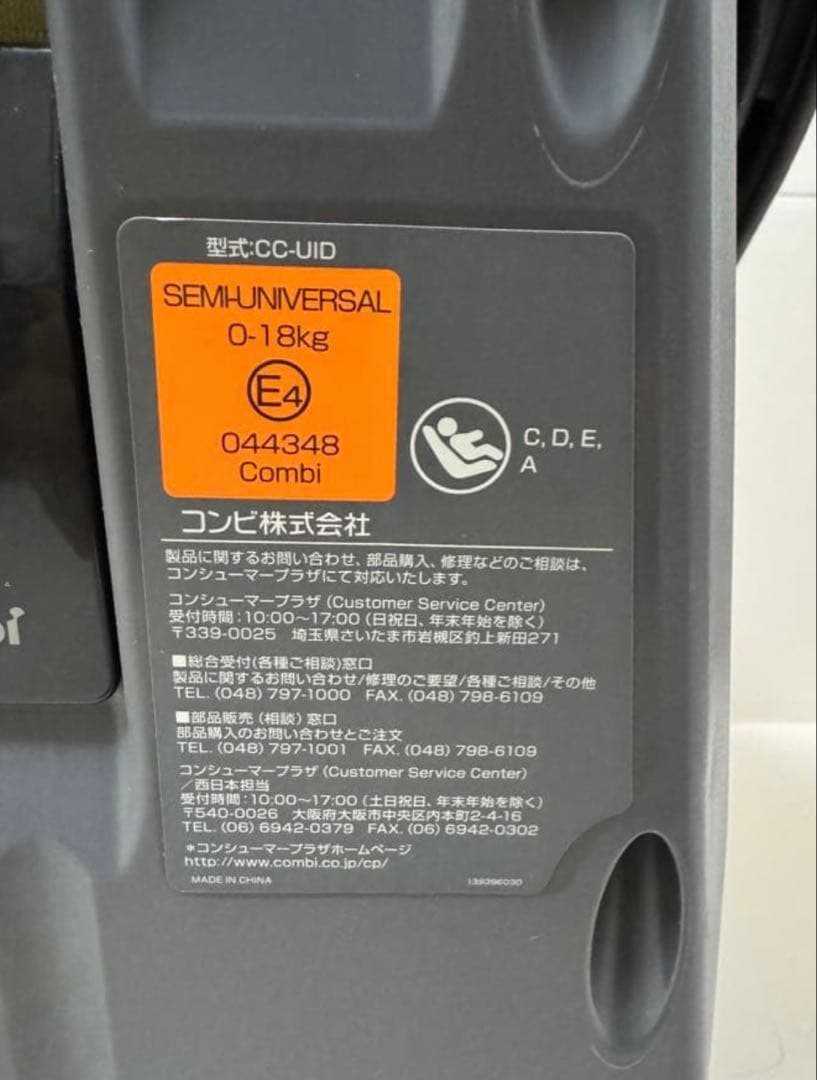 型式:CC-UID
SEMI-UNIVERSAL
0-18kg
E4
044348
Combi
C, D, E,
A
コンビ株式会社
製品に関するお問い合わせ、部品購入、修理などのご相談は、
コンシューマープラザにて対応いたします。
コンシューマープラザ (Customer Service Center)
受付時間:10:00～17:00 (日祝日、年末年始を除く)
〒339-0025 埼玉県さいたま市岩槻区釣上新田271
■総合受付(各種ご相談)窓口
製品に関するお問い合わせ/修理のご要望/各種ご相談/その他
TEL. (048) 797-1000 FAX. (048) 798-6109
■部品販売 (相談) 窓口
部品購入のお問い合わせとご注文
TEL. (048) 797-1001 FAX. (048) 798-6109
コンシューマープラザ (Customer Service Center)
/西日本担当
受付時間:10:00～17:00 (土日祝日、年末年始を除く)
〒540-0026 大阪府大阪市中央区内本町2-4-16
TEL. (06) 6942-0379 FAX. (06) 6942-0302
*コンシューマープラザホームページ
http://www.combi.co.jp/cp/
MADE IN CHINA